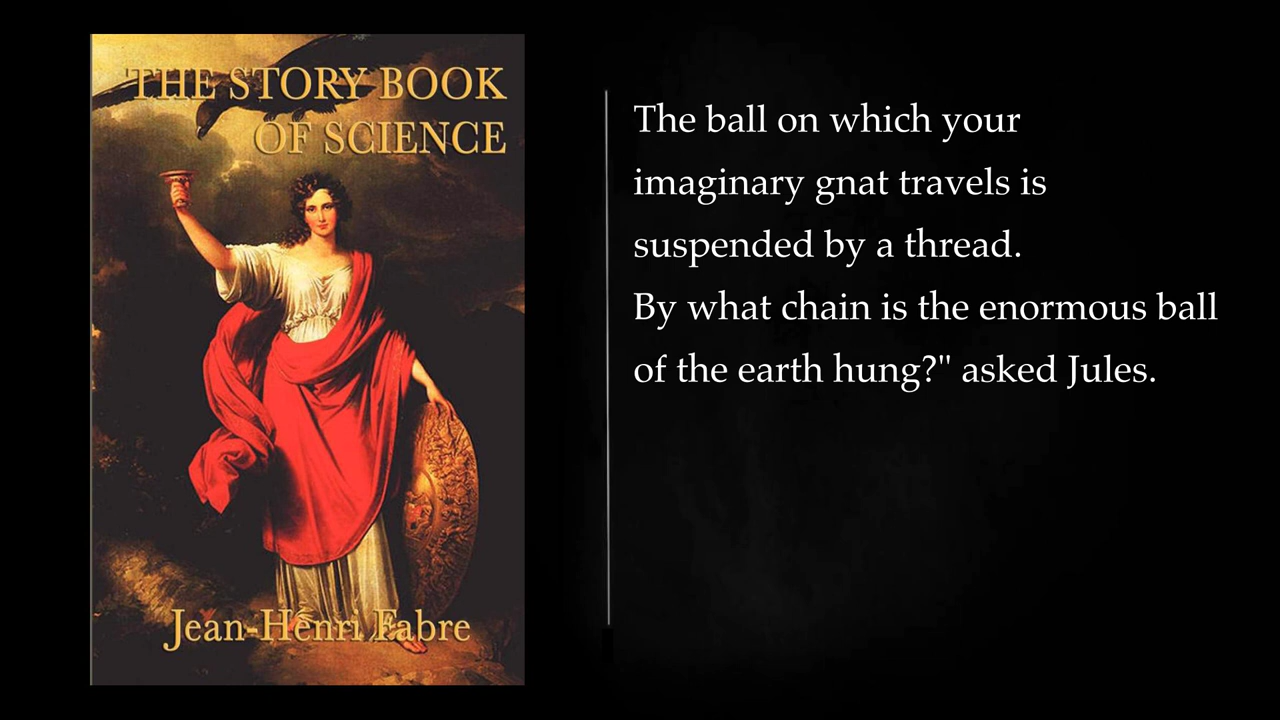 THE STORY BOOK
OF SCIENCE
Jean-Henri Fabre
The ball on which your
imaginary gnat travels is
suspended by a thread.
By what chain is the enormous ball
of the earth hung?" asked Jules.